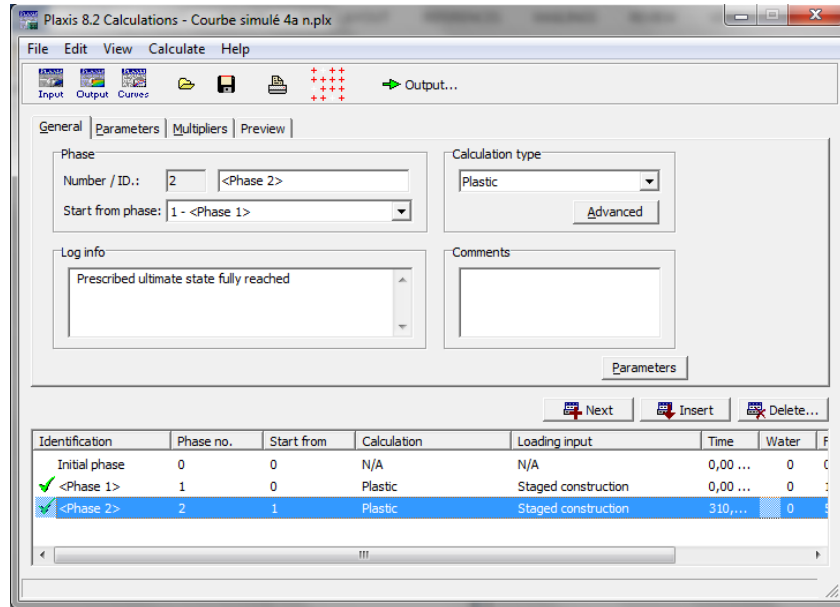 Plaxis 8.2 Calculations - Courbe simulé 4a n.plx
File Edit View Calculate Help
Input Output Curves Output...
General Parameters Multipliers Preview
Phase
Number / ID.: 2 <Phase 2>
Start from phase: 1 - <Phase 1>
Calculation type
Plastic
Advanced
Log info
Prescribed ultimate state fully reached
Comments
Parameters
Next Insert Delete...
Identification Phase no. Start from Calculation Loading input Time Water F
Initial phase 0 0 N/A N/A 0,00 ... 0
<Phase 1> 1 0 Plastic Staged construction 0,00 ... 0
<Phase 2> 2 1 Plastic Staged construction 310,... 0